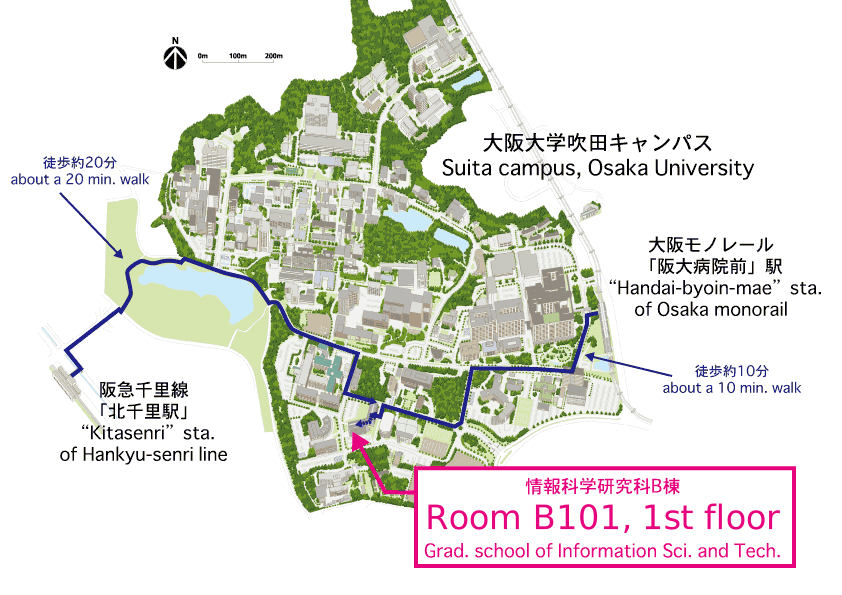 N
0m 100m 200m
大阪大学吹田キャンパス
Suita campus, Osaka University
徒歩約20分
about a 20 min. walk
大阪モノレール
「阪大病院前」駅
“Handai-byoin-mae” sta.
of Osaka monorail
徒歩約10分
about a 10 min. walk
阪急千里線
「北千里駅」
“Kitasenri” sta.
of Hankyu-senri line
情報科学研究科B棟
Room B101, 1st floor
Grad. school of Information Sci. and Tech.